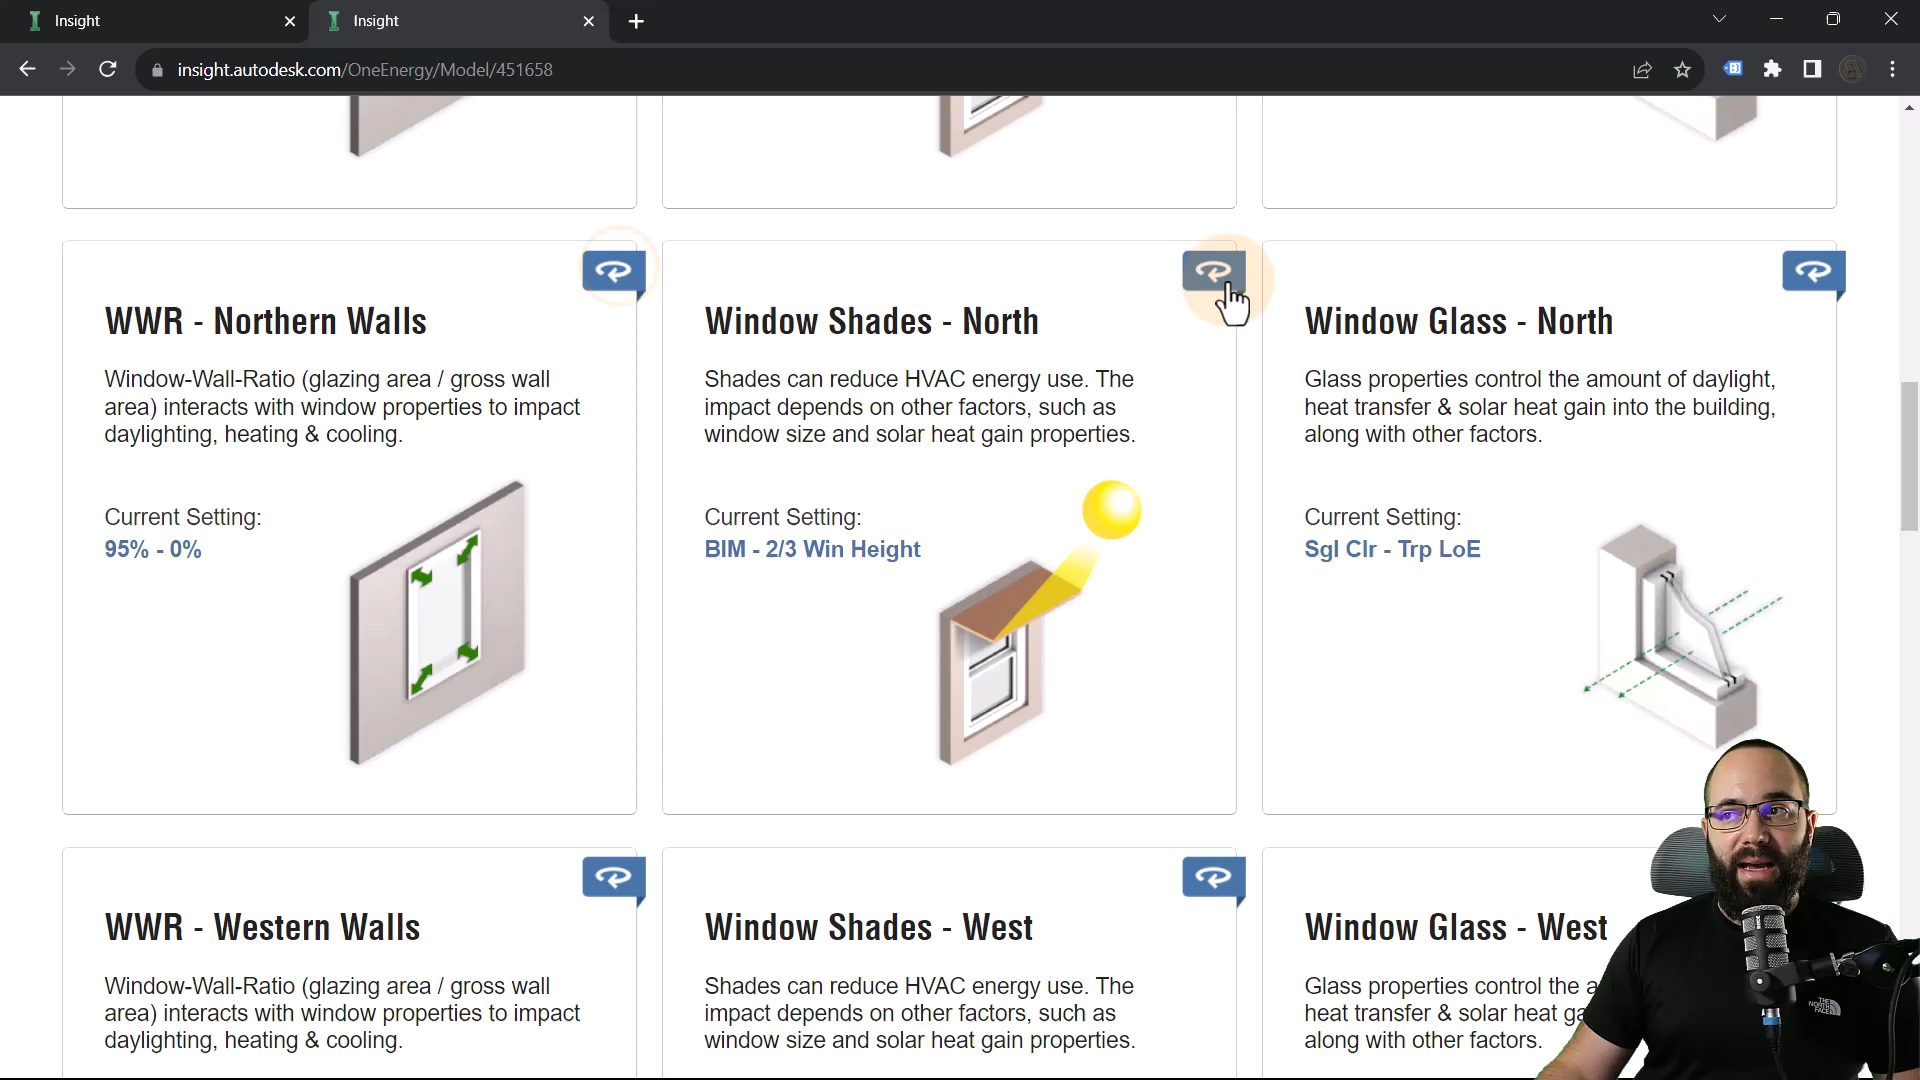 Insight
Insight
insight.autodesk.com/OneEnergy/Model/451658
WWR - Northern Walls
Window-Wall-Ratio (glazing area / gross wall
area) interacts with window properties to impact
daylighting, heating & cooling.
Current Setting:
95% - 0%
Window Shades - North
Shades can reduce HVAC energy use. The
impact depends on other factors, such as
window size and solar heat gain properties.
Current Setting:
BIM - 2/3 Win Height
Window Glass - North
Glass properties control the amount of daylight,
heat transfer & solar heat gain into the building,
along with other factors.
Current Setting:
Sgl Clr - Trp LoE
WWR - Western Walls
Window-Wall-Ratio (glazing area / gross wall
area) interacts with window properties to impact
daylighting, heating & cooling.
Window Shades - West
Shades can reduce HVAC energy use. The
impact depends on other factors, such as
window size and solar heat gain properties.
Window Glass - West
Glass properties control the a
heat transfer & solar heat ga
along with other factors.
THE
NORTH
FACE